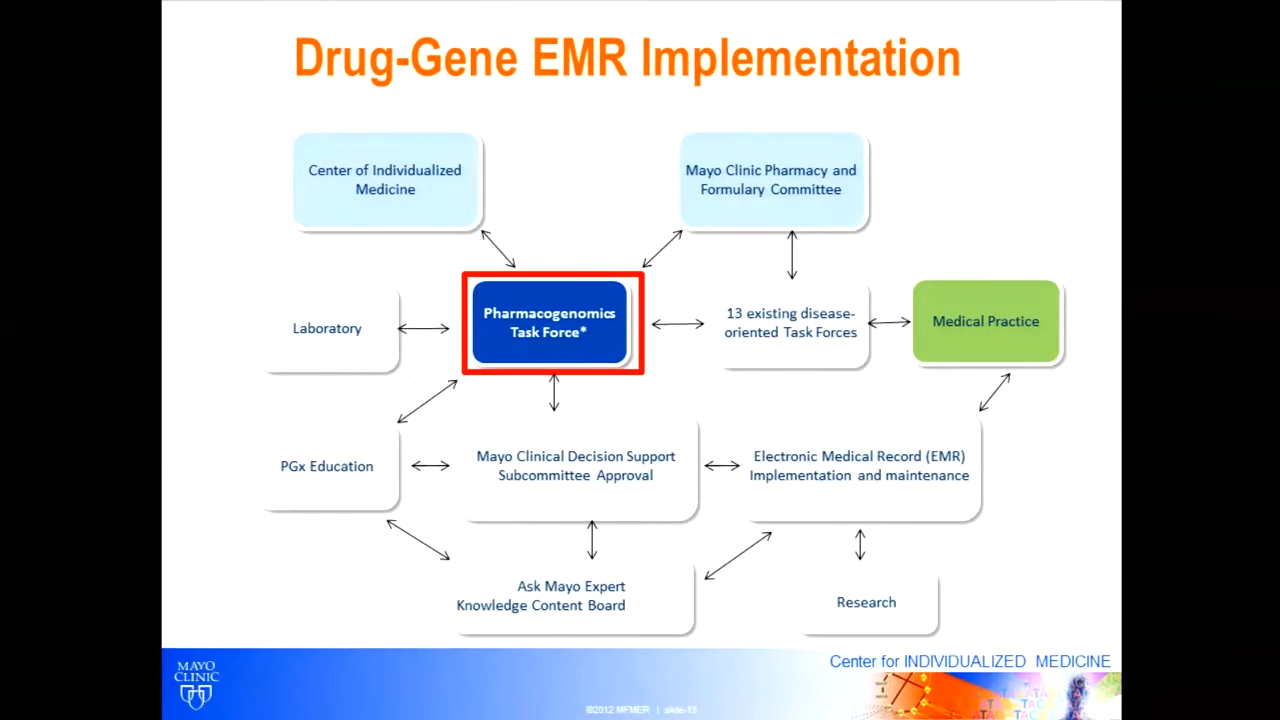 Drug-Gene EMR Implementation
Center of Individualized
Medicine
Mayo Clinic Pharmacy and
Formulary Committee
Laboratory
Pharmacogenomics
Task Force*
13 existing disease-
oriented Task Forces
Medical Practice
PGx Education
Mayo Clinical Decision Support
Subcommittee Approval
Electronic Medical Record (EMR)
Implementation and maintenance
Ask Mayo Expert
Knowledge Content Board
Research
MAYO
CLINIC
Center for INDIVIDUALIZED MEDICINE
©2012 MFMER | slide-13